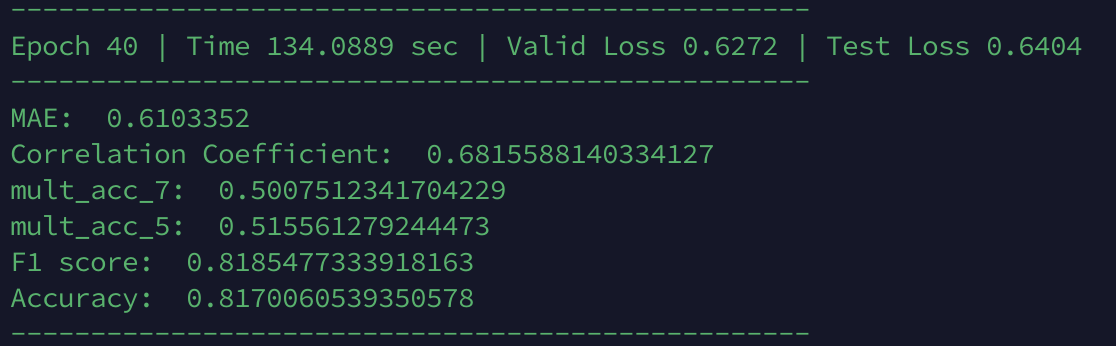 --------------------------------------------------
Epoch 40 | Time 134.0889 sec | Valid Loss 0.6272 | Test Loss 0.6404
--------------------------------------------------
MAE:  0.6103352
Correlation Coefficient:  0.6815588140334127
mult_acc_7:  0.5007512341704229
mult_acc_5:  0.515561279244473
F1 score:  0.8185477333918163
Accuracy:  0.8170060539350578
--------------------------------------------------